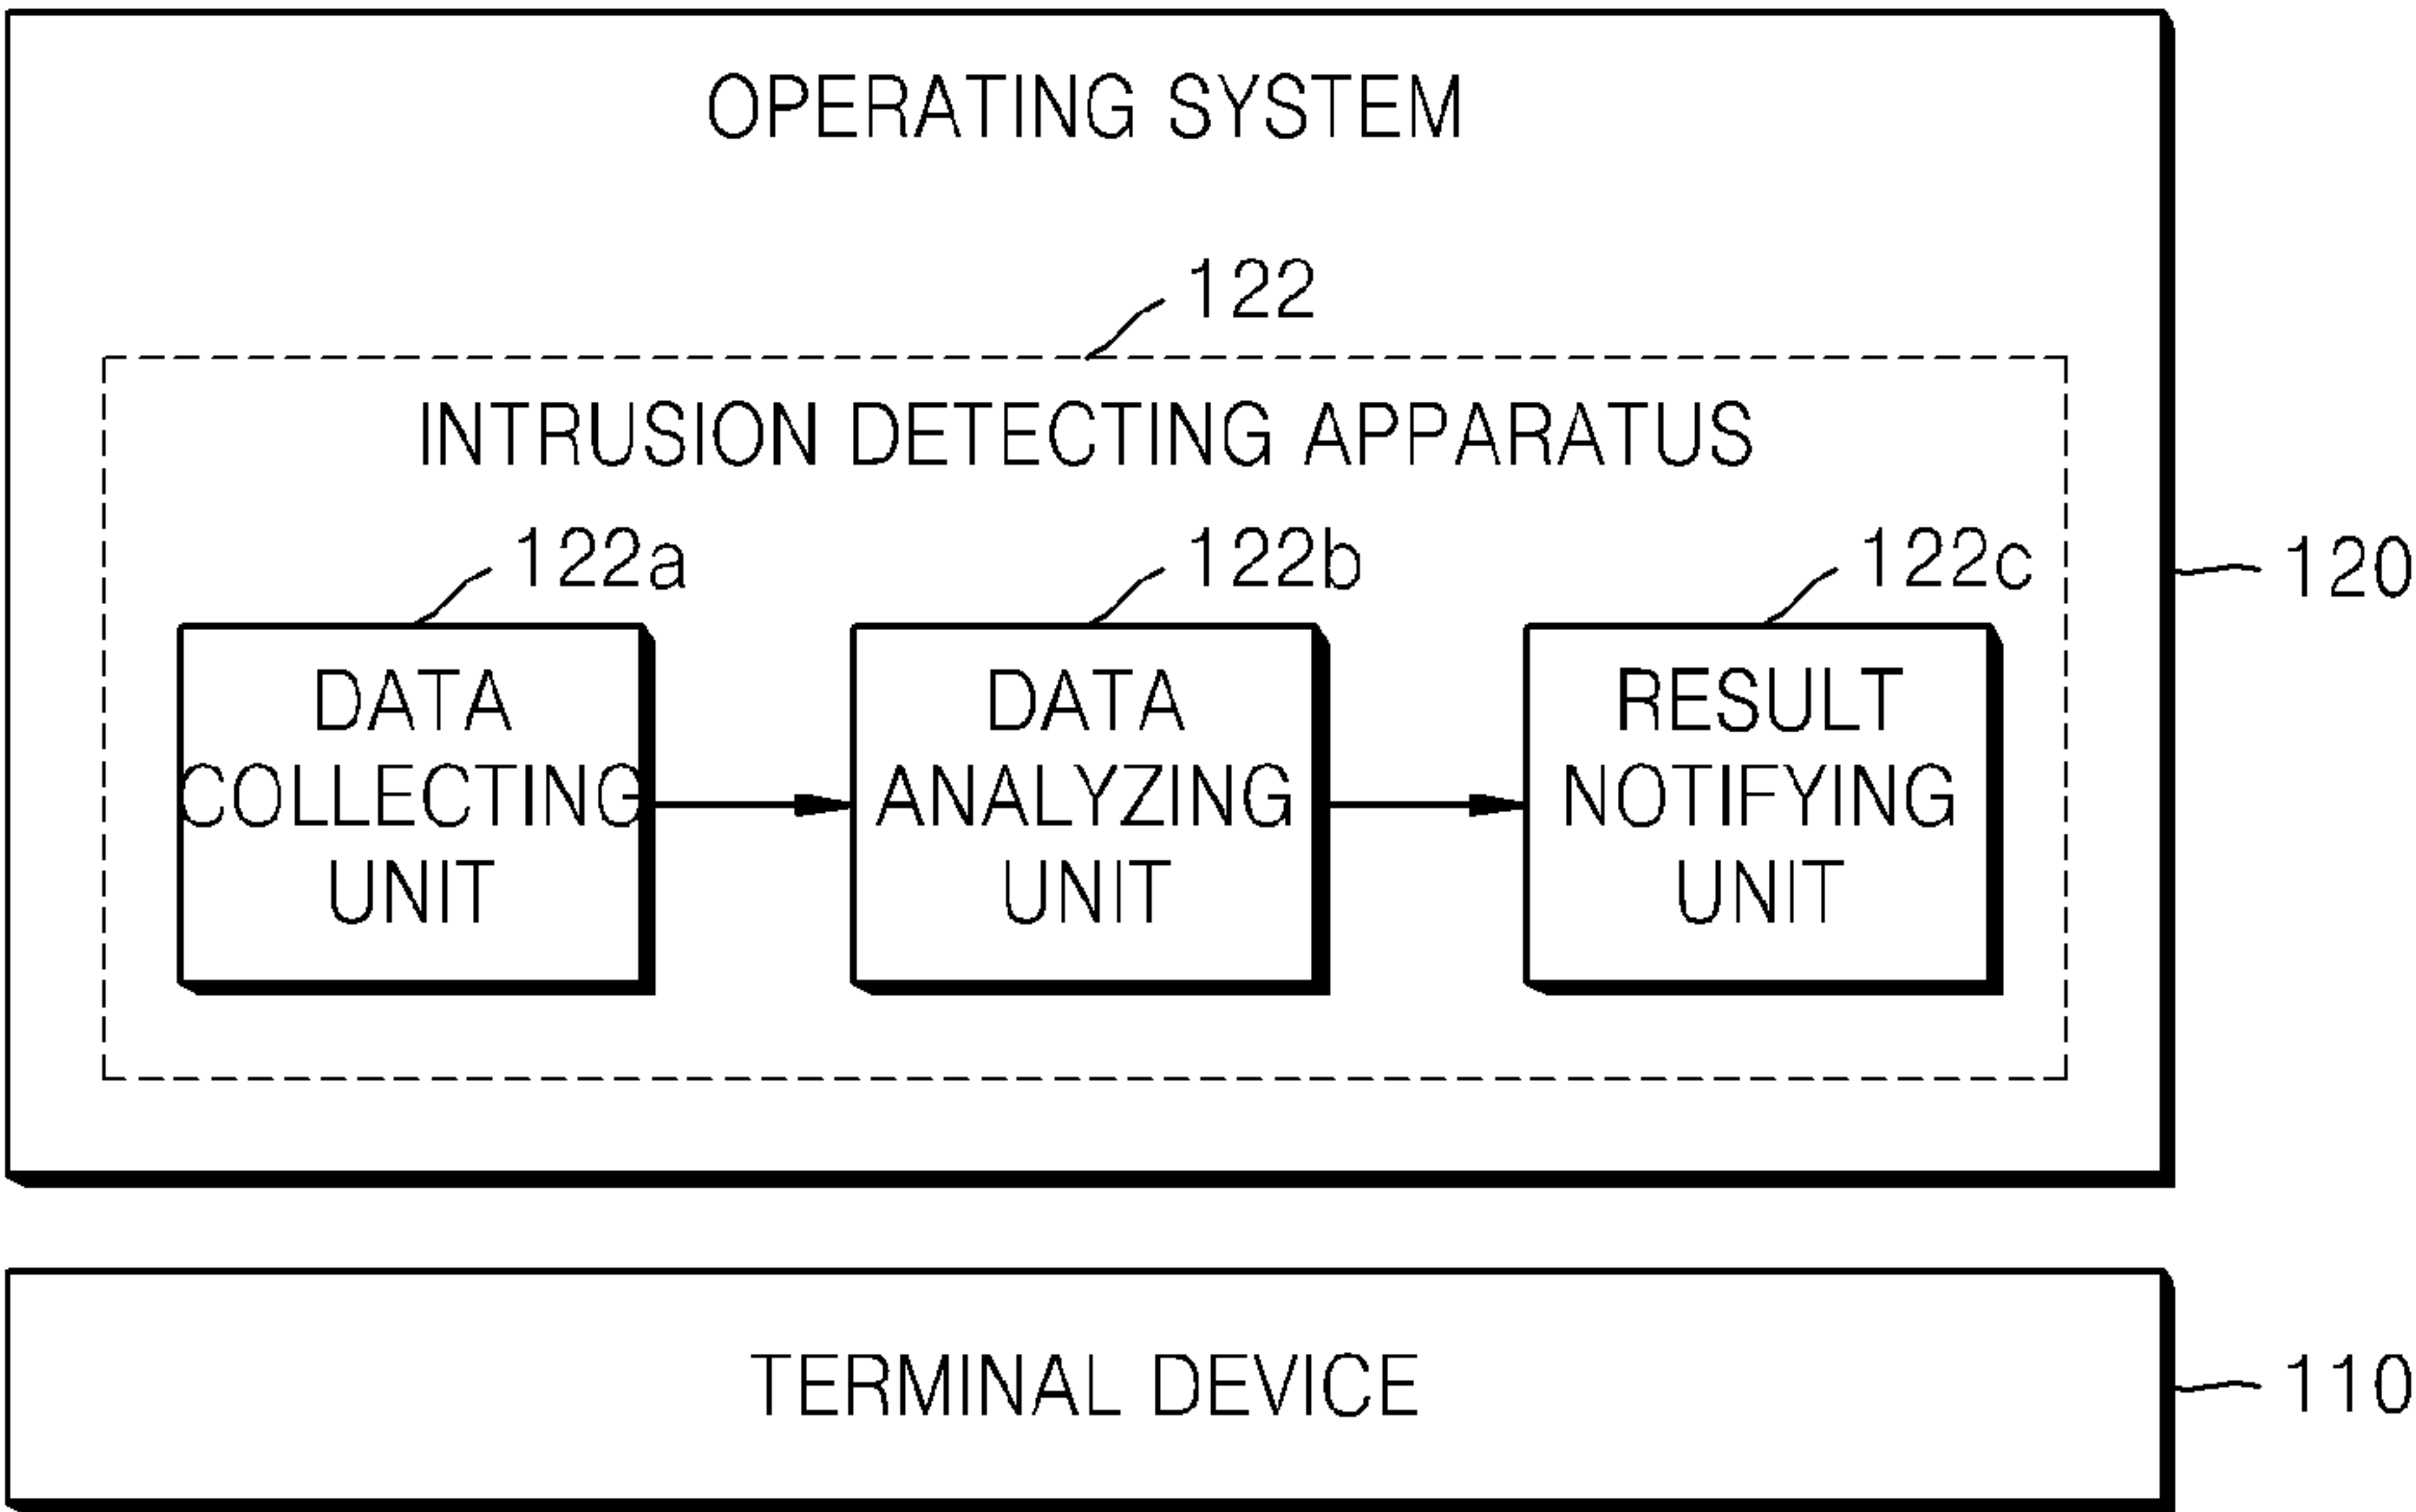 OPERATING SYSTEM
122
INTRUSION DETECTING APPARATUS
122a
122b
122c
120
DATA
COLLECTING
UNIT
DATA
ANALYZING
UNIT
RESULT
NOTIFYING
UNIT
TERMINAL DEVICE
110